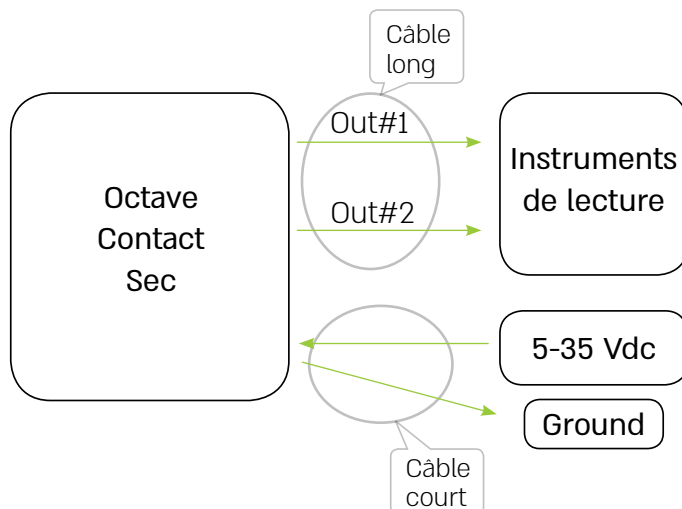 Câble
long
Out#1
Out#2
Octave
Contact
Sec
Instruments
de lecture
5-35 Vdc
Ground
Câble
court